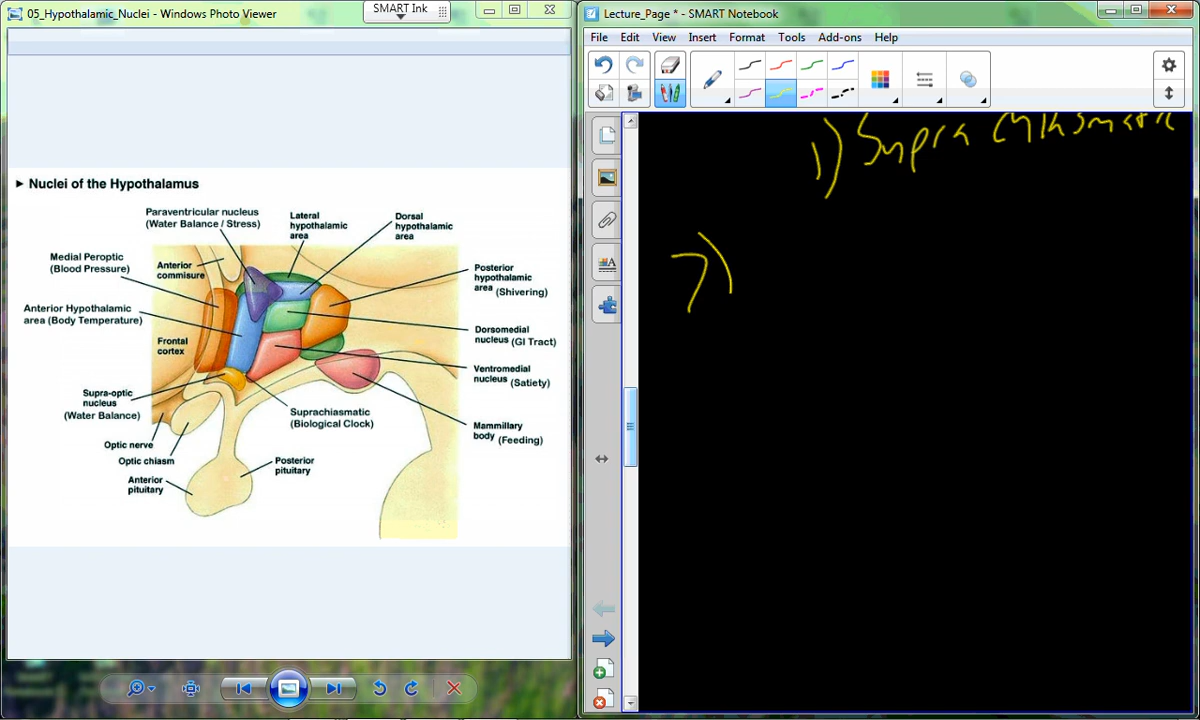 05_Hypothalamic_Nuclei - Windows Photo Viewer
SMART Ink
► Nuclei of the Hypothalamus
Paraventricular nucleus
(Water Balance / Stress)
Lateral
hypothalamic
area
Dorsal
hypothalamic
area
Medial Peroptic
(Blood Pressure)
Anterior
commisure
Posterior
hypothalamic
area (Shivering)
Anterior Hypothalamic
area (Body Temperature)
Frontal
cortex
Dorsomedial
nucleus (GI Tract)
Ventromedial
nucleus (Satiety)
Supra-optic
nucleus
(Water Balance)
Suprachiasmatic
(Biological Clock)
Mammillary
body (Feeding)
Optic nerve
Optic chiasm
Anterior
pituitary
Posterior
pituitary
Lecture_Page * - SMART Notebook
File Edit View Insert Format Tools Add-ons Help
1) Supra chiasmatic
7)